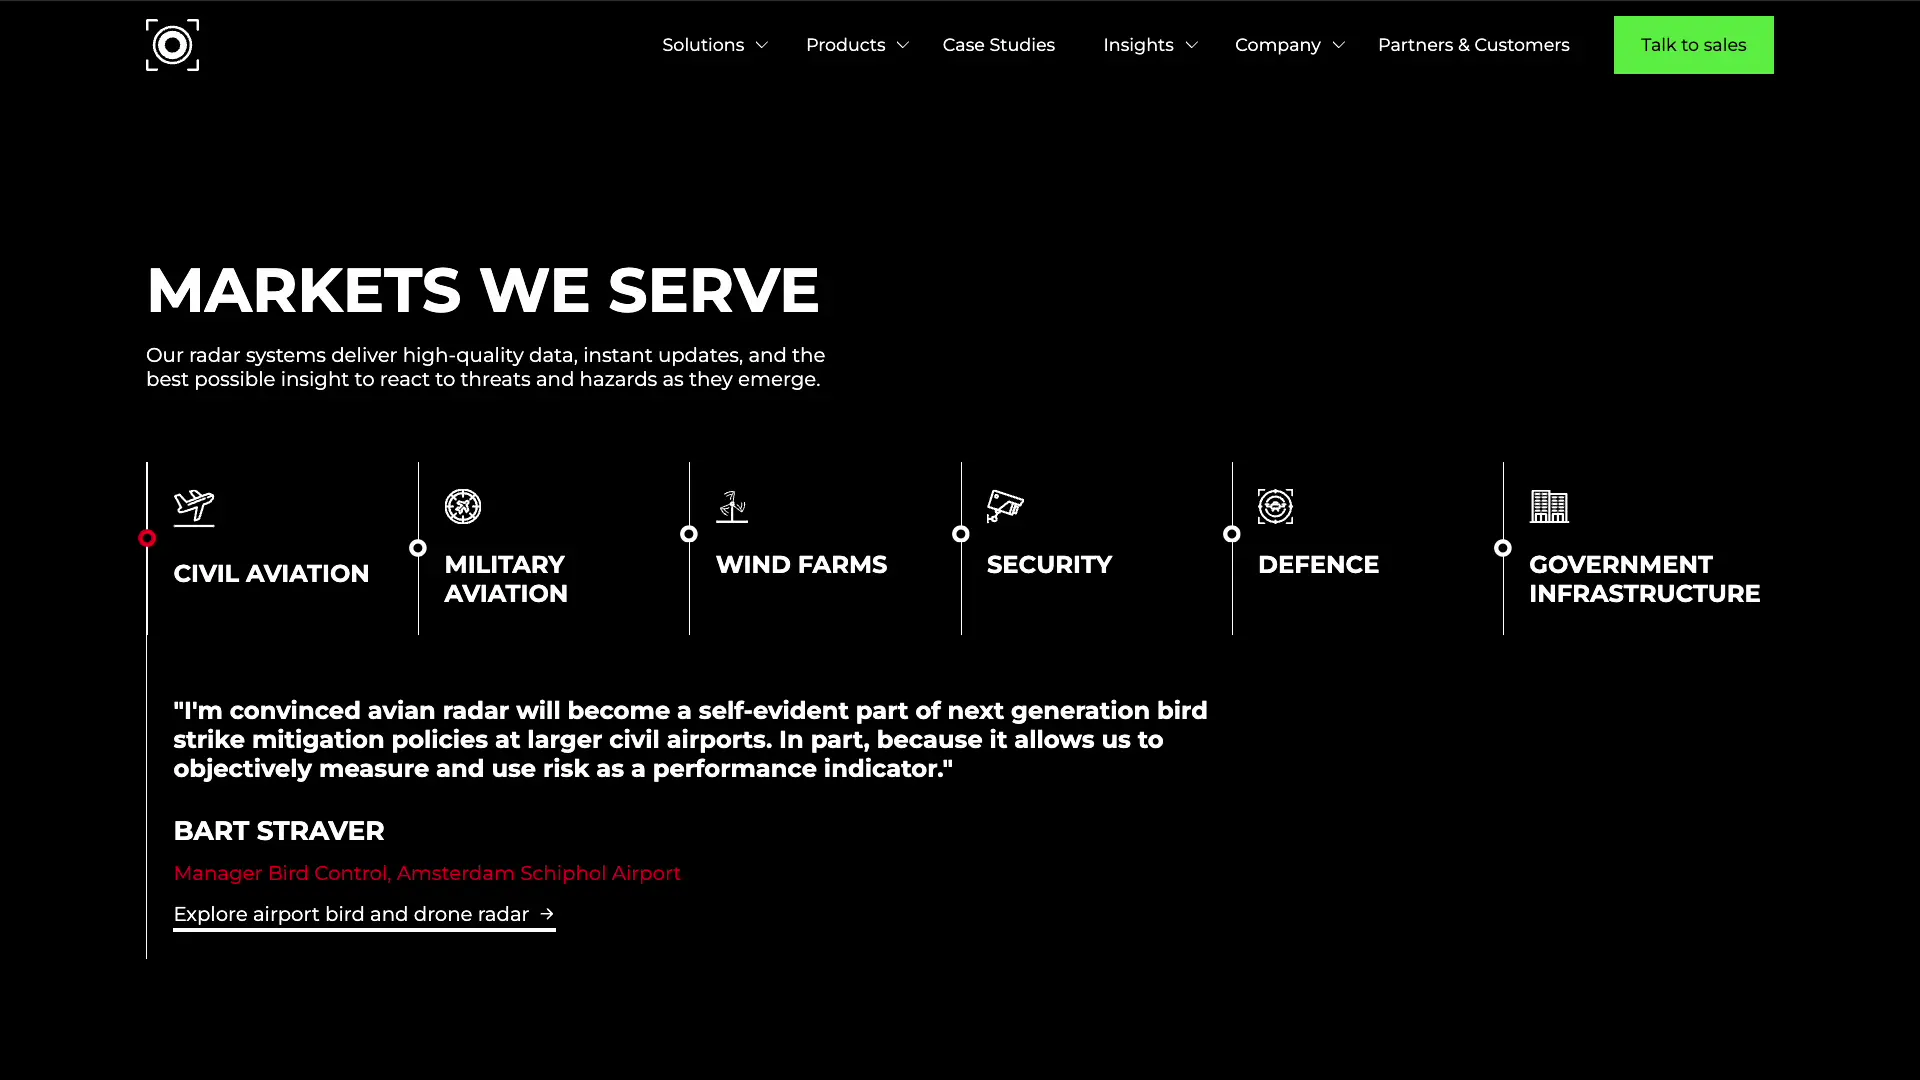 Solutions
Products
Case Studies
Insights
Company
Partners & Customers
Talk to sales
MARKETS WE SERVE
Our radar systems deliver high-quality data, instant updates, and the
best possible insight to react to threats and hazards as they emerge.
CIVIL AVIATION
MILITARY
AVIATION
WIND FARMS
SECURITY
DEFENCE
GOVERNMENT
INFRASTRUCTURE
"I'm convinced avian radar will become a self-evident part of next generation bird
strike mitigation policies at larger civil airports. In part, because it allows us to
objectively measure and use risk as a performance indicator."
BART STRAVER
Manager Bird Control, Amsterdam Schiphol Airport
Explore airport bird and drone radar →